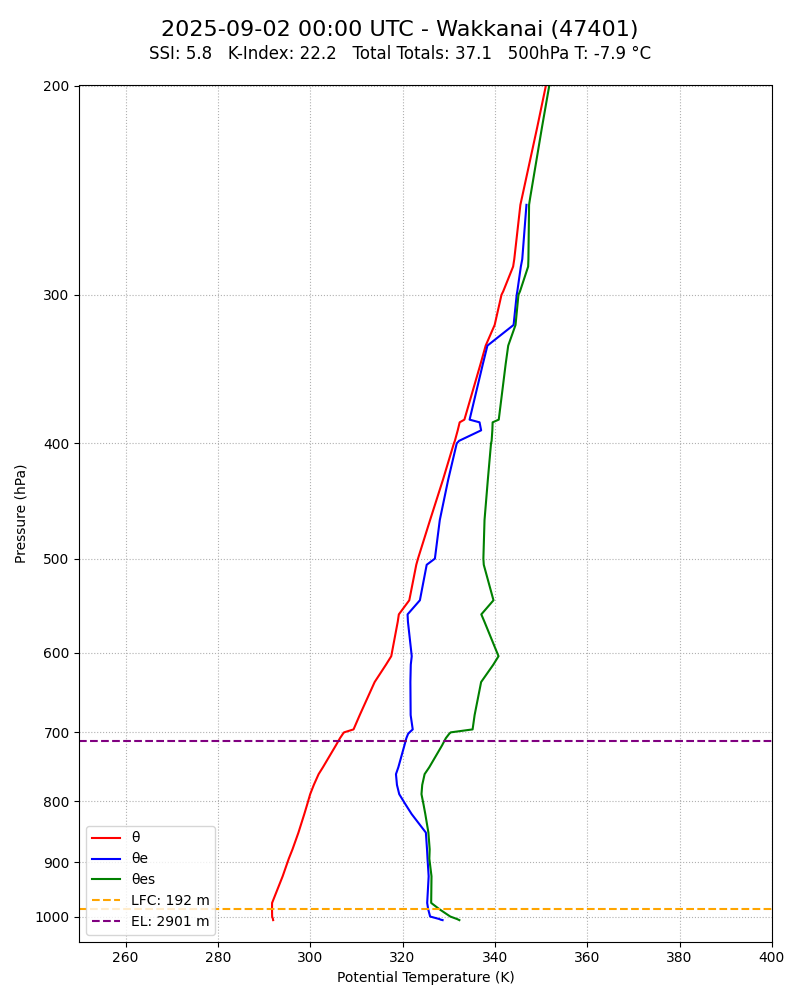 2025-09-02 00:00 UTC - Wakkanai (47401)
SSI: 5.8   K-Index: 22.2   Total Totals: 37.1   500hPa T: -7.9 °C
200
300
400
500
600
700
800
900
1000
Pressure (hPa)
θ
θe
θes
LFC: 192 m
EL: 2901 m
260 280 300 320 340 360 380 400
Potential Temperature (K)